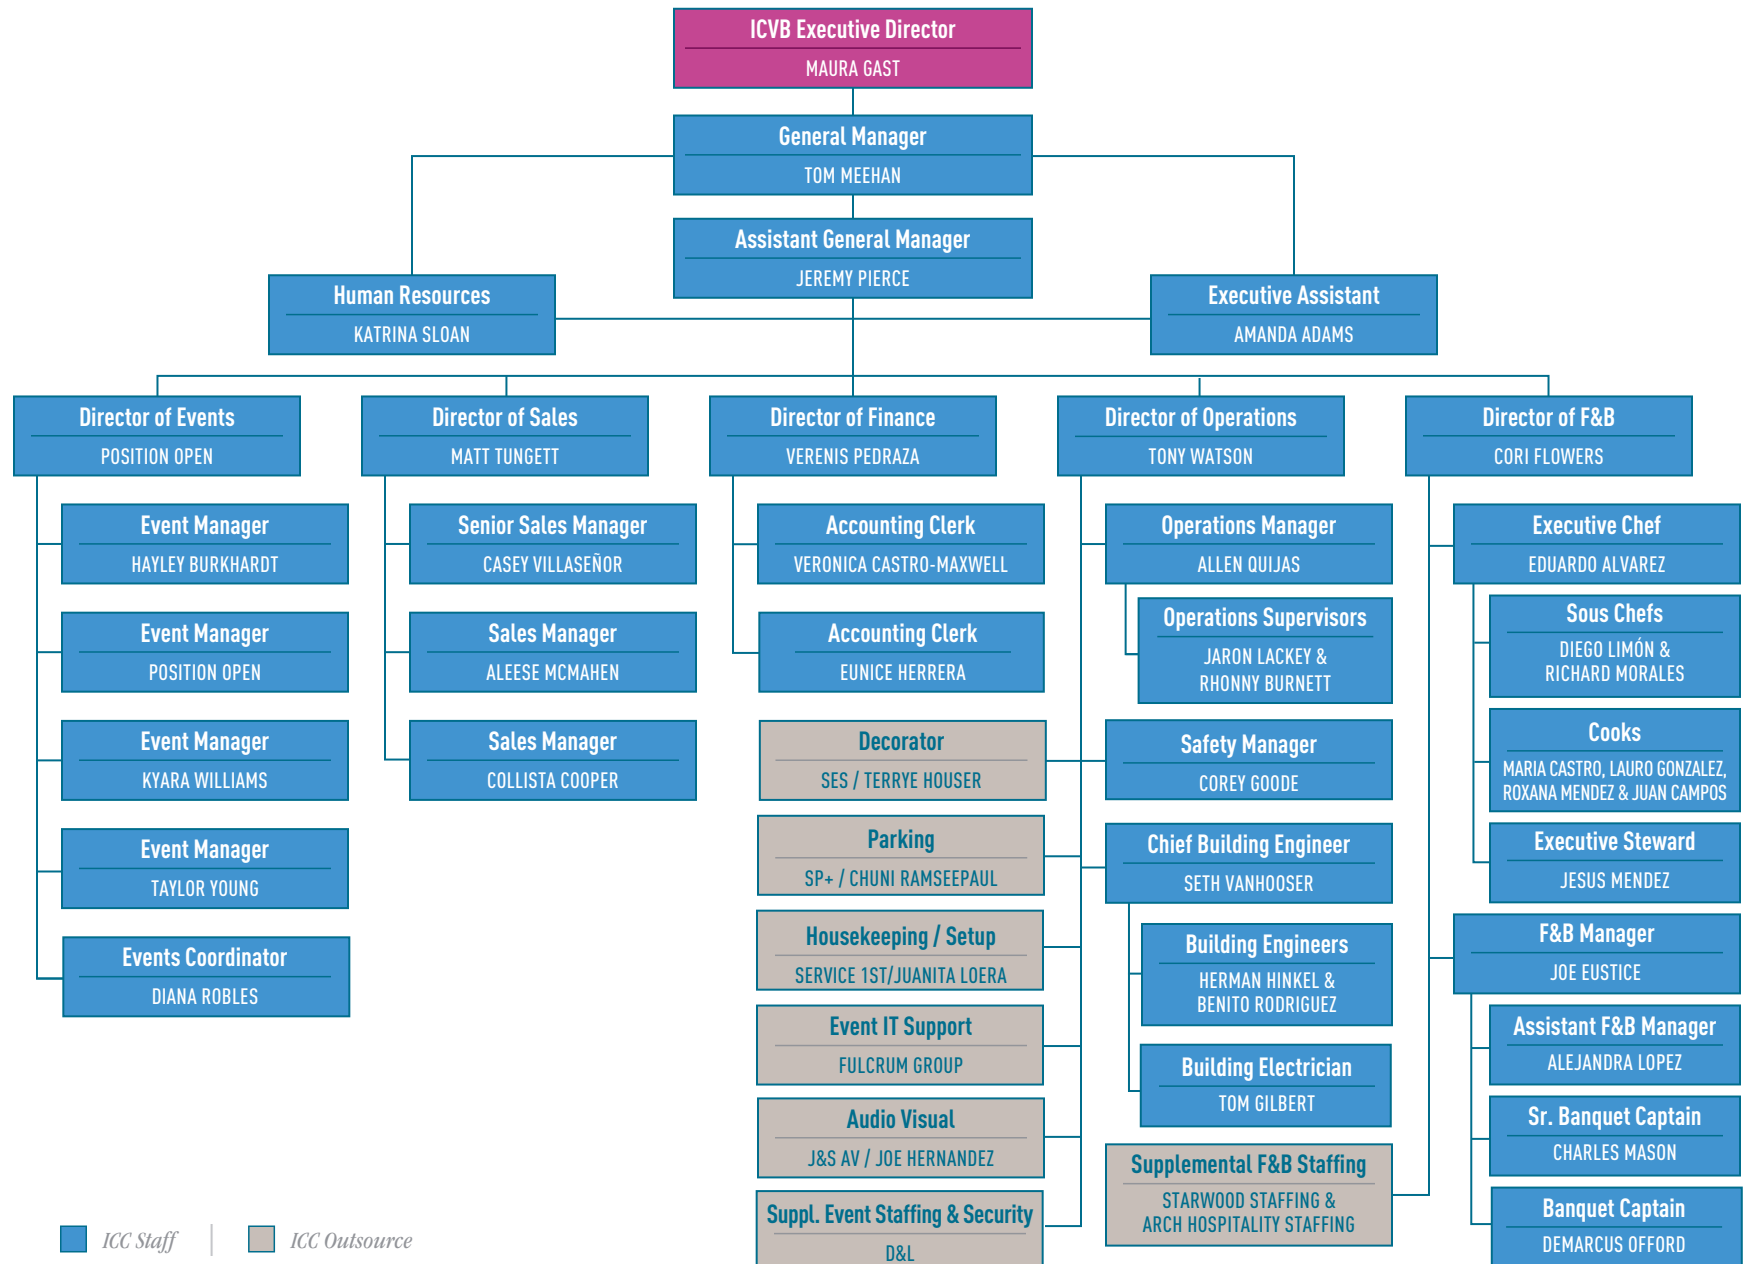 ICVB Executive Director
MAURA GAST
General Manager
TOM MEEHAN
Assistant General Manager
JEREMY PIERCE
Human Resources
KATRINA SLOAN
Executive Assistant
AMANDA ADAMS
Director of Events
POSITION OPEN
Event Manager
HAYLEY BURKHARDT
Event Manager
POSITION OPEN
Event Manager
KYARA WILLIAMS
Event Manager
TAYLOR YOUNG
Events Coordinator
DIANA ROBLES
Director of Sales
MATT TUNGETT
Senior Sales Manager
CASEY VILLASEÑOR
Sales Manager
ALEESE MCMAHEN
Sales Manager
COLLISTA COOPER
Director of Finance
VERENIS PEDRAZA
Accounting Clerk
VERONICA CASTRO-MAXWELL
Accounting Clerk
EUNICE HERRERA
Director of Operations
TONY WATSON
Operations Manager
ALLEN QUIJAS
Operations Supervisors
JARON LACKEY &
RHONNY BURNETT
Decorator
SES / TERRYE HOUSER
Safety Manager
COREY GOODE
Parking
SP+ / CHUNI RAMSEEPAUL
Chief Building Engineer
SETH VANHOOSER
Housekeeping / Setup
SERVICE 1ST/JUANITA LOERA
Building Engineers
HERMAN HINKEL &
BENITO RODRIGUEZ
Event IT Support
FULCRUM GROUP
Building Electrician
TOM GILBERT
Audio Visual
J&S AV / JOE HERNANDEZ
Suppl. Event Staffing & Security
D&L
Director of F&B
CORI FLOWERS
Executive Chef
EDUARDO ALVAREZ
Sous Chefs
DIEGO LIMÓN &
RICHARD MORALES
Cooks
MARIA CASTRO, LAURO GONZALEZ,
ROXANA MENDEZ & JUAN CAMPOS
Executive Steward
JESUS MENDEZ
F&B Manager
JOE EUSTICE
Assistant F&B Manager
ALEJANDRA LOPEZ
Sr. Banquet Captain
CHARLES MASON
Banquet Captain
DEMARCUS OFFORD
Supplemental F&B Staffing
STARWOOD STAFFING &
ARCH HOSPITALITY STAFFING
ICC Staff
ICC Outsource